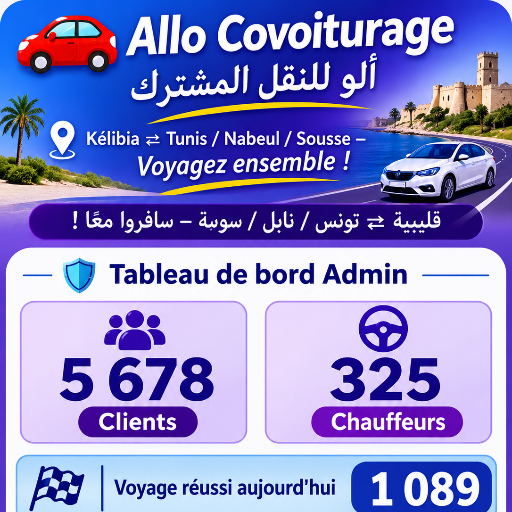 Allo Covoiturage
ألو للنقل المشترك
Kélibia ⇄ Tunis / Nabeul / Sousse –
Voyagez ensemble !
قليبية ⇄ تونس / نابل / سوسة – سافروا معًا !
Tableau de bord Admin
5 678
Clients
325
Chauffeurs
Voyage réussi aujourd'hui
1 089